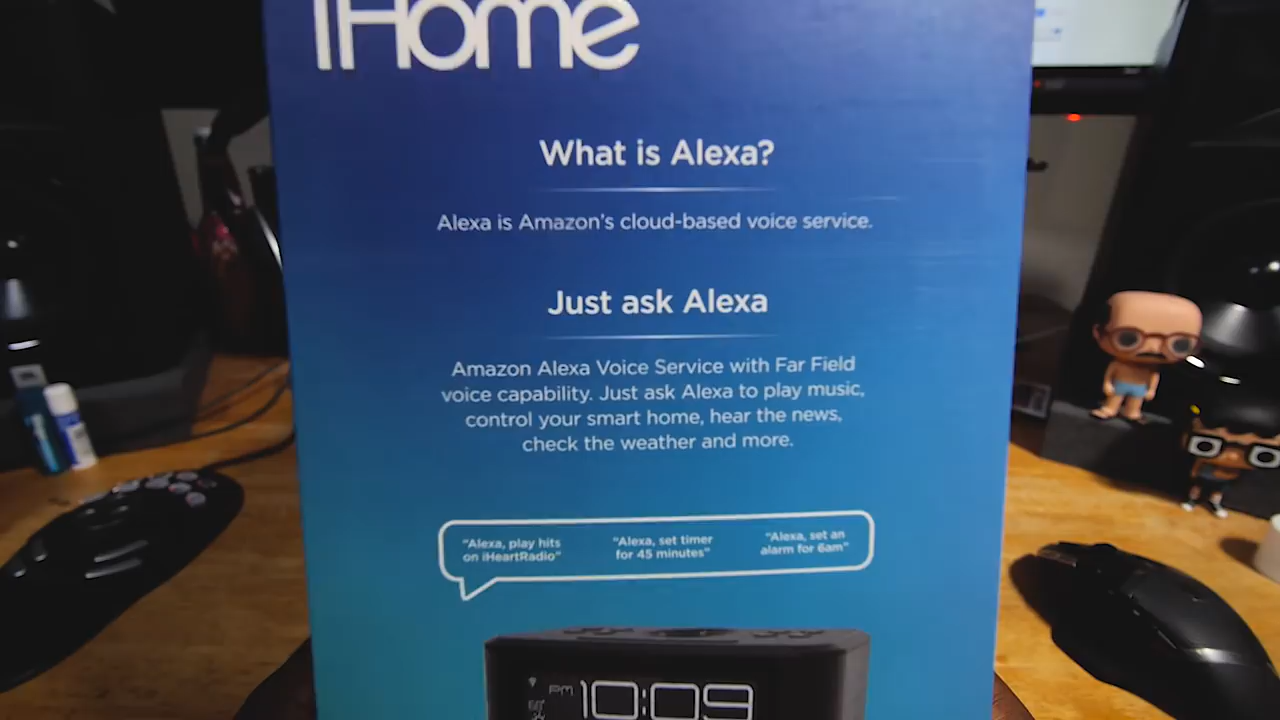 iHome
What is Alexa?
Alexa is Amazon's cloud-based voice service.
Just ask Alexa
Amazon Alexa Voice Service with Far Field
voice capability. Just ask Alexa to play music,
control your smart home, hear the news,
check the weather and more.
"Alexa, play hits
on iHeartRadio"
"Alexa, set timer
for 45 minutes"
"Alexa, set an
alarm for 6am"
PM 10:09